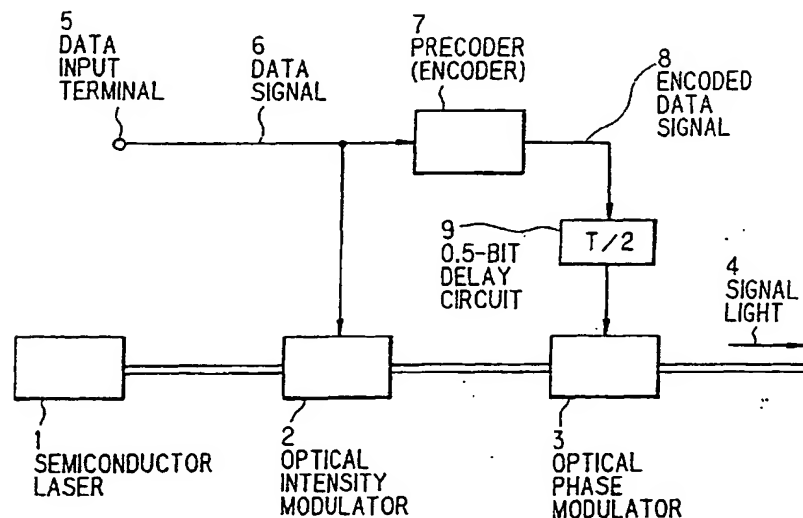 5
DATA
INPUT
TERMINAL
6
DATA
SIGNAL
7
PRECODER
(ENCODER)
8
ENCODED
DATA
SIGNAL
9
0.5-BIT
DELAY
CIRCUIT
T/2
4
SIGNAL
LIGHT
1
SEMICONDUCTOR
LASER
2
OPTICAL
INTENSITY
MODULATOR
3
OPTICAL
PHASE
MODULATOR